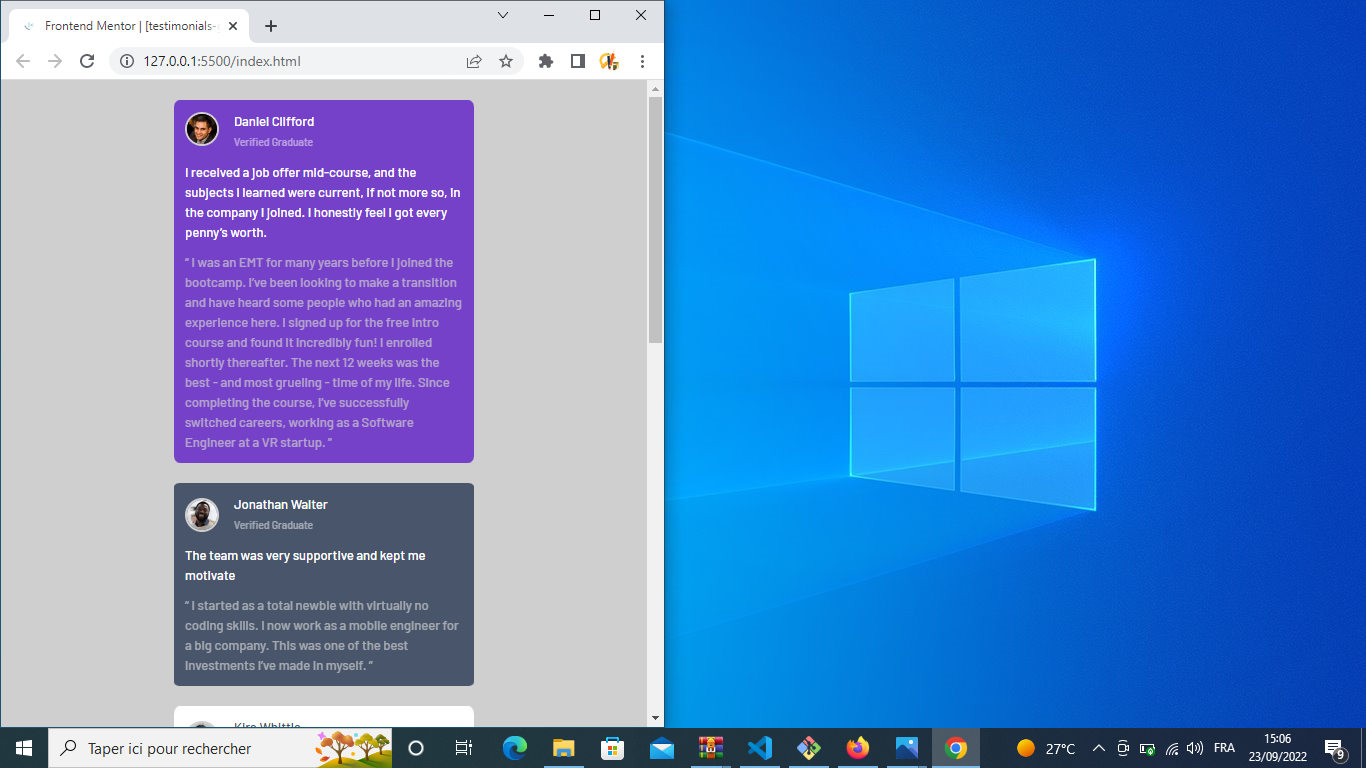 Frontend Mentor | [testimonials-
127.0.0.1:5500/index.html
Daniel Clifford
Verified Graduate
I received a job offer mid-course, and the
subjects I learned were current, if not more so, in
the company I joined. I honestly feel I got every
penny’s worth.
“ I was an EMT for many years before I joined the
bootcamp. I’ve been looking to make a transition
and have heard some people who had an amazing
experience here. I signed up for the free intro
course and found it incredibly fun! I enrolled
shortly thereafter. The next 12 weeks was the
best - and most grueling - time of my life. Since
completing the course, I’ve successfully
switched careers, working as a Software
Engineer at a VR startup. ”
Jonathan Walter
Verified Graduate
The team was very supportive and kept me
motivate
“ I started as a total newbie with virtually no
coding skills. I now work as a mobile engineer for
a big company. This was one of the best
investments I’ve made in myself. ”
Kira Whittle
Taper ici pour rechercher
27°C
FRA
15:06
23/09/2022
9